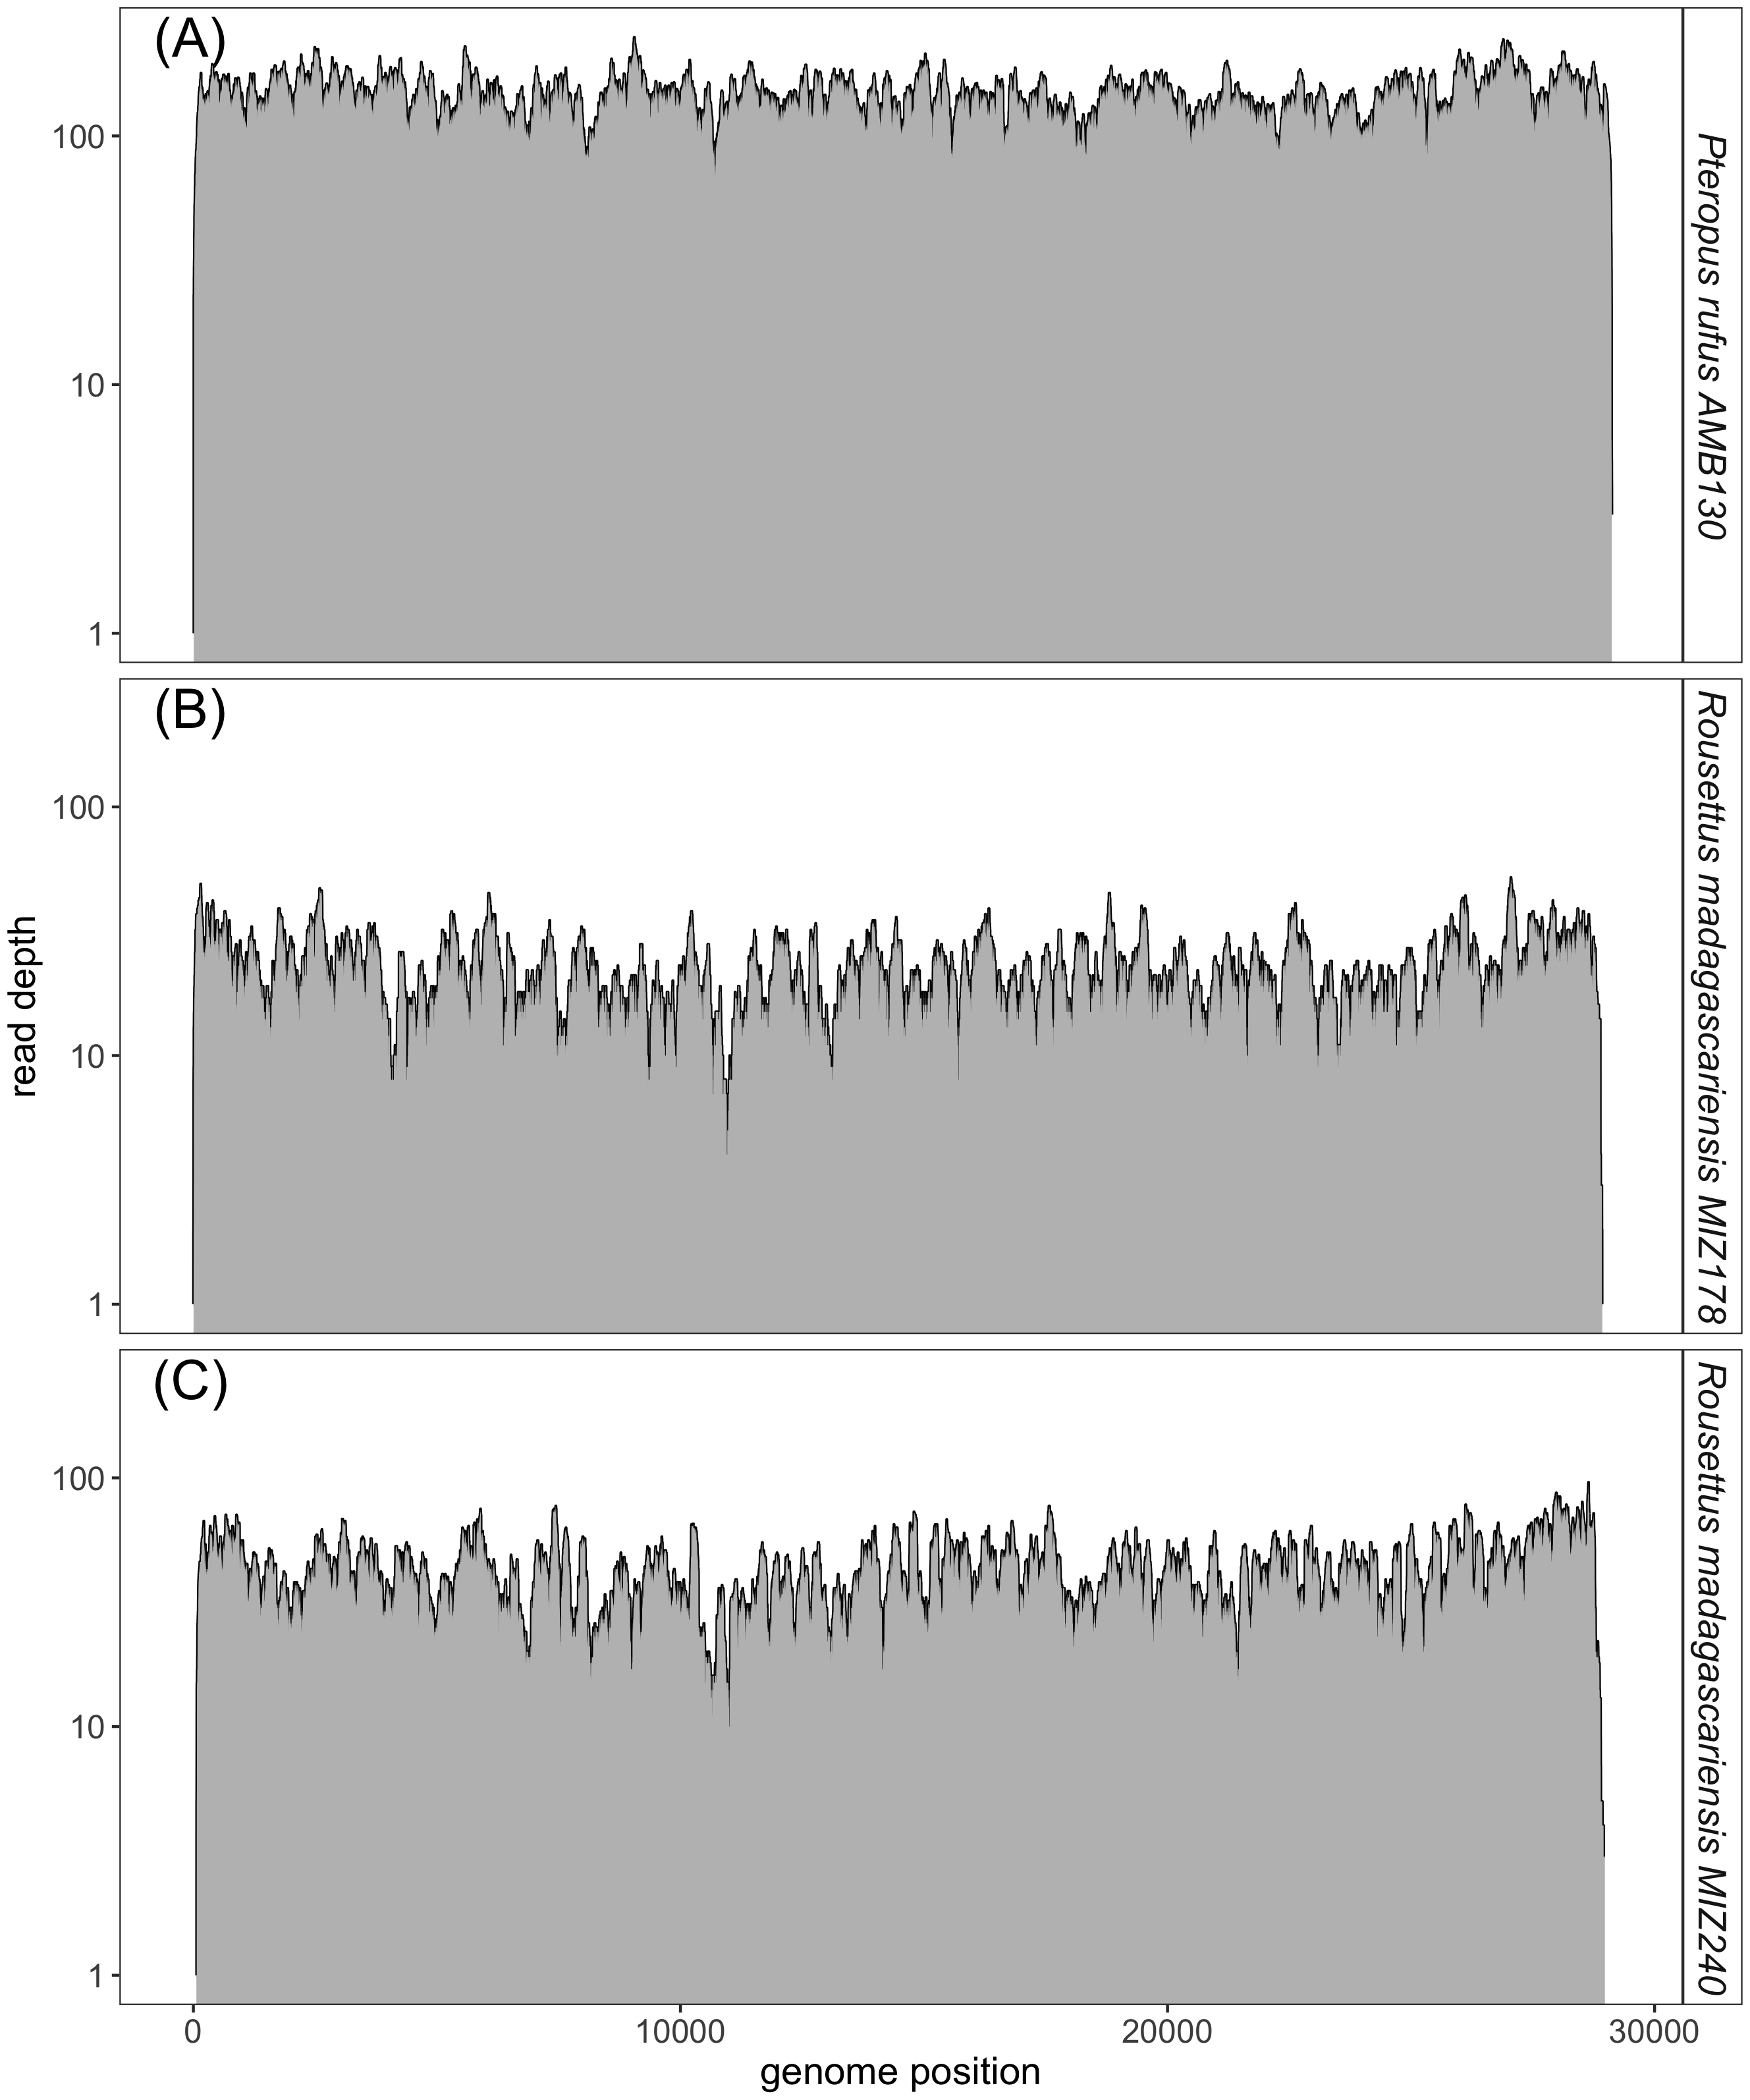 (A)
100
10
1
Pteropus rufus AMB130
(B)
100
10
1
Rousettus madagascariensis MIZ178
read depth
(C)
100
10
1
Rousettus madagascariensis MIZ240
0 10000 20000 30000
genome position